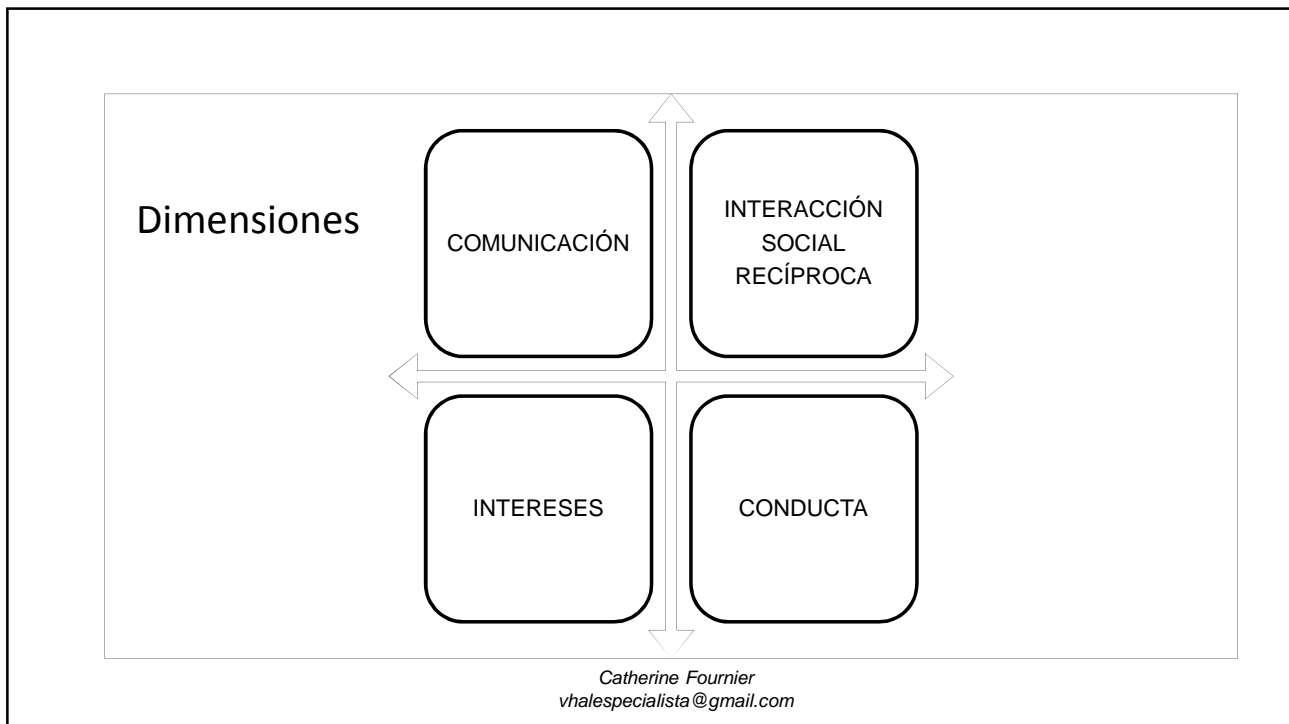 Dimensiones
COMUNICACIÓN
INTERACCIÓN
SOCIAL
RECÍPROCA
INTERESES
CONDUCTA
Catherine Fournier
vhalespecialista@gmail.com